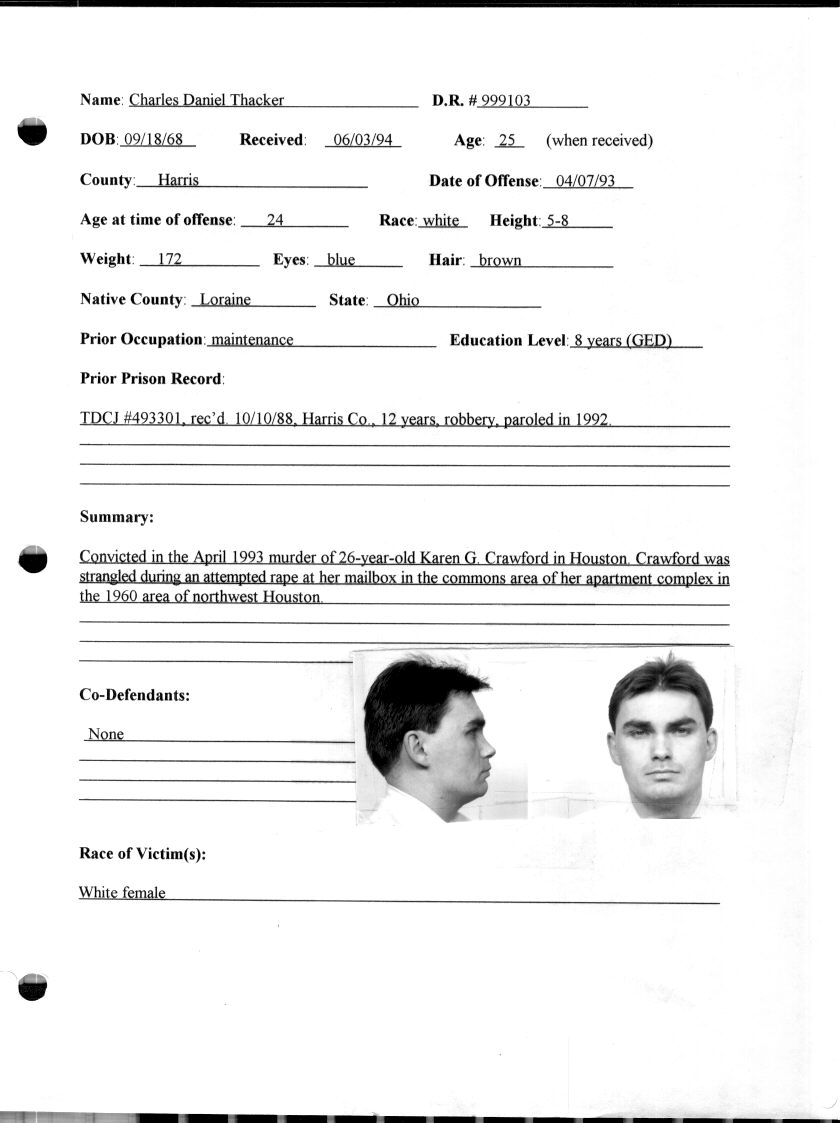 Name: Charles Daniel Thacker D.R. # 999103
DOB: 09/18/68 Received: 06/03/94 Age: 25 (when received)
County: Harris Date of Offense: 04/07/93
Age at time of offense: 24 Race: white Height: 5-8
Weight: 172 Eyes: blue Hair: brown
Native County: Loraine State: Ohio
Prior Occupation: maintenance Education Level: 8 years (GED)
Prior Prison Record:
TDCJ #493301, rec'd. 10/10/88, Harris Co., 12 years, robbery, paroled in 1992.
Summary:
Convicted in the April 1993 murder of 26-year-old Karen G. Crawford in Houston. Crawford was
strangled during an attempted rape at her mailbox in the commons area of her apartment complex in
the 1960 area of northwest Houston.
Co-Defendants:
None
Race of Victim(s):
White female